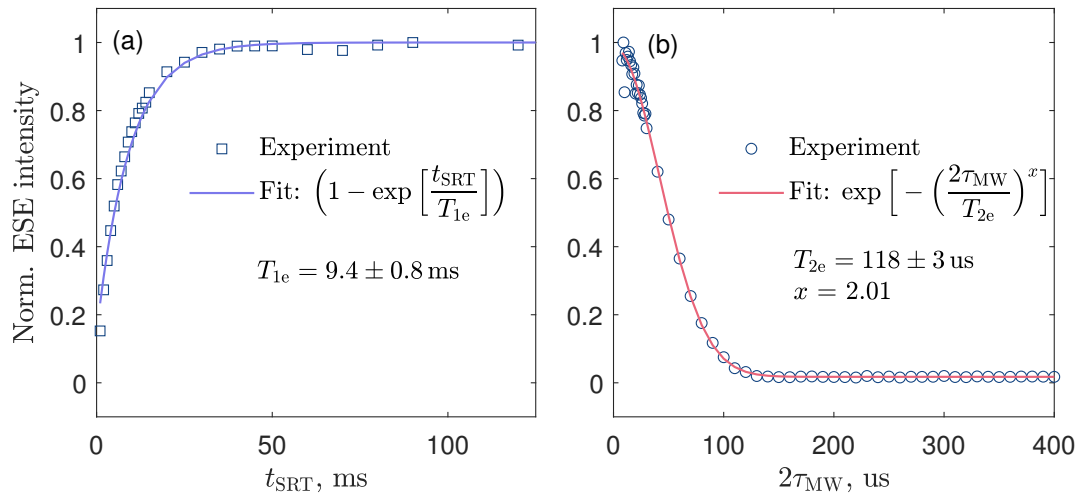 (a)
1
0.8
0.6
0.4
0.2
0
Norm. ESE intensity
Experiment
Fit: (1 − exp [t_SRT / T_1e])
T_1e = 9.4 ± 0.8 ms
0 50 100
t_SRT, ms
(b)
1
0.8
0.6
0.4
0.2
0
Experiment
Fit: exp [ − (2τ_MW / T_2e)^x ]
T_2e = 118 ± 3 us
x = 2.01
0 100 200 300 400
2τ_MW, us